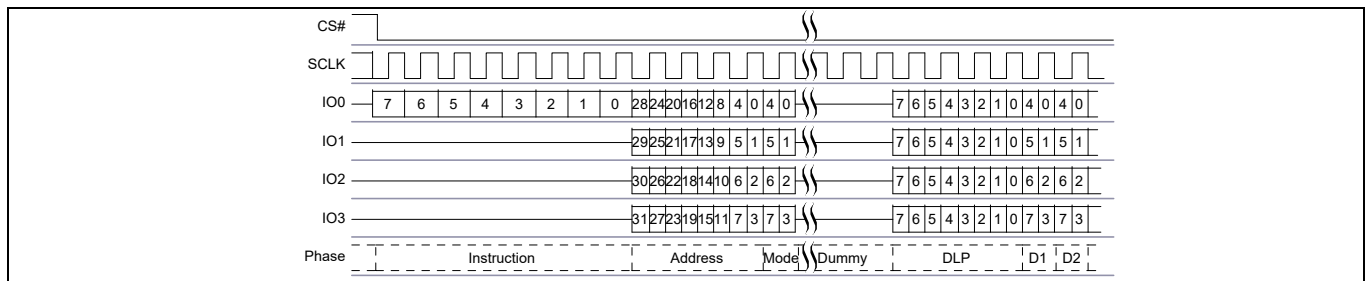 CS#
SCLK
IO0 7 6 5 4 3 2 1 0 28 24 20 16 12 8 4 0 4 0 7 6 5 4 3 2 1 0 4 0 4 0
IO1 29 25 21 17 13 9 5 1 5 1 7 6 5 4 3 2 1 0 5 1 5 1
IO2 30 26 22 18 14 10 6 2 6 2 7 6 5 4 3 2 1 0 6 2 6 2
IO3 31 27 23 19 15 11 7 3 7 3 7 6 5 4 3 2 1 0 7 3 7 3
Phase Instruction Address Mode Dummy DLP D1 D2